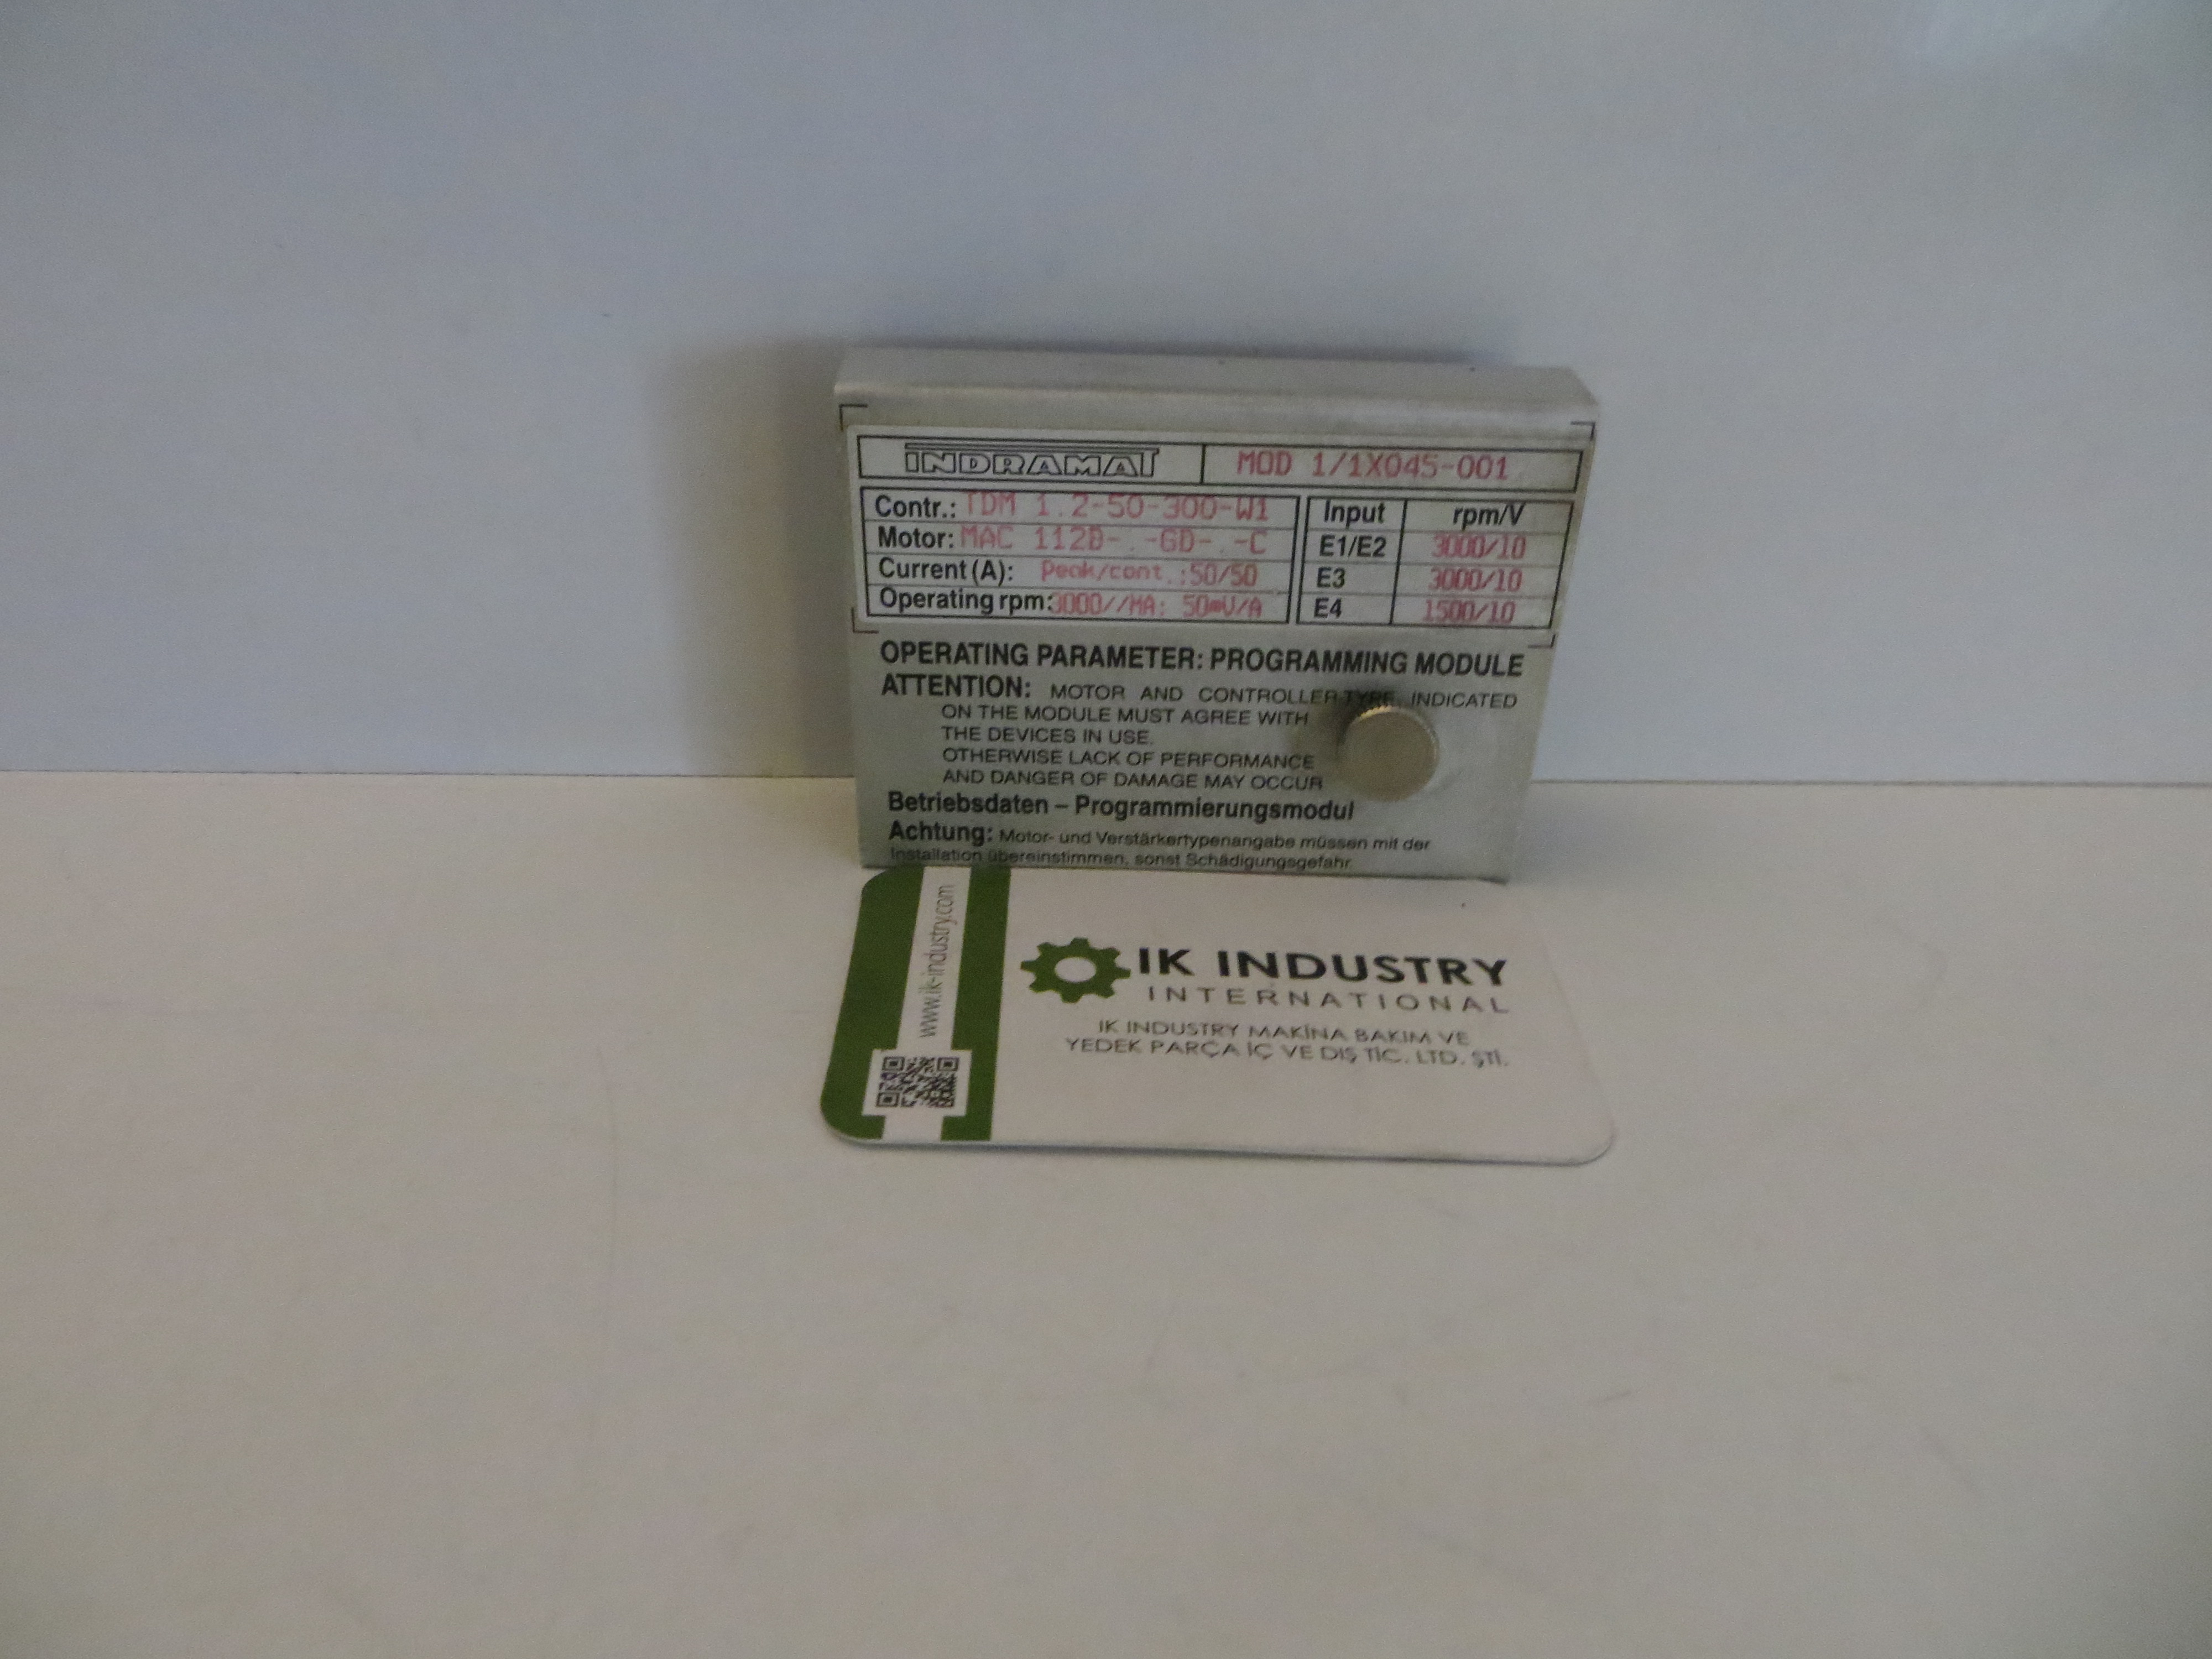 INDRAMAT MOD 1/1X045-001
Contr.: TDM 1.2-50-300-W1
Motor: MAC 112B-.-GD-.-C
Current (A): Peak/cont.:50/50
Operating rpm: 3000//MA: 50mV/A
Input rpm/V
E1/E2 3000/10
E3 3000/10
E4 1500/10
OPERATING PARAMETER: PROGRAMMING MODULE
ATTENTION: MOTOR AND CONTROLLER TYPE INDICATED
ON THE MODULE MUST AGREE WITH
THE DEVICES IN USE.
OTHERWISE LACK OF PERFORMANCE
AND DANGER OF DAMAGE MAY OCCUR
Betriebsdaten – Programmierungsmodul
Achtung: Motor- und Verstärkertypenangabe müssen mit der
Installation übereinstimmen, sonst Schädigungsgefahr.
www.ik-industry.com
IK INDUSTRY
INTERNATIONAL
IK INDUSTRY MAKİNA BAKIM VE
YEDEK PARÇA İÇ VE DIŞ TİC. LTD. ŞTİ.